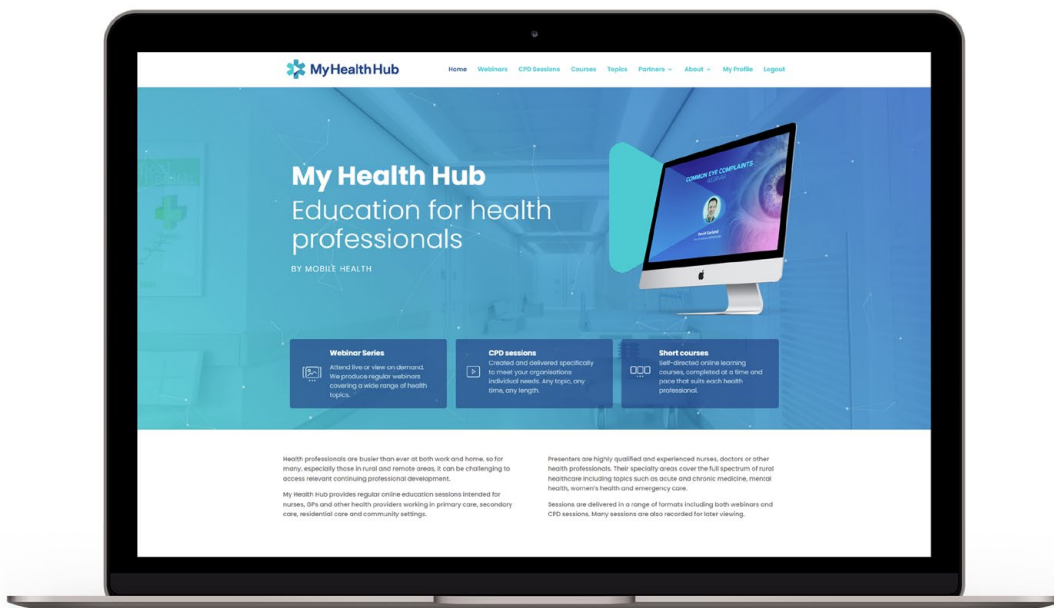 MyHealthHub
Home Webinars CPD Sessions Courses Topics Partners About My Profile Logout
My Health Hub
Education for health
professionals
BY MOBILE HEALTH
COMMON EYE COMPLAINTS
WEBINAR
Webinar Series
Attend live or view on demand.
We produce regular webinars
covering a wide range of health
topics.
CPD sessions
Created and delivered specifically
to meet your organisations
individual needs. Any topic, any
time, any length.
Short courses
Self-directed online learning
courses, completed at a time and
pace that suits each health
professional.
Health professionals are busier than ever at both work and home, so for
many, especially those in rural and remote areas, it can be challenging to
access relevant continuing professional development.
My Health Hub provides regular online education sessions intended for
nurses, GPs and other health providers working in primary care, secondary
care, residential care and community settings.
Presenters are highly qualified and experienced nurses, doctors or other
health professionals. Their specialty areas cover the full spectrum of rural
healthcare including topics such as acute and chronic medicine, mental
health, women's health and emergency care.
Sessions are delivered in a range of formats including both webinars and
CPD sessions. Many sessions are also recorded for later viewing.